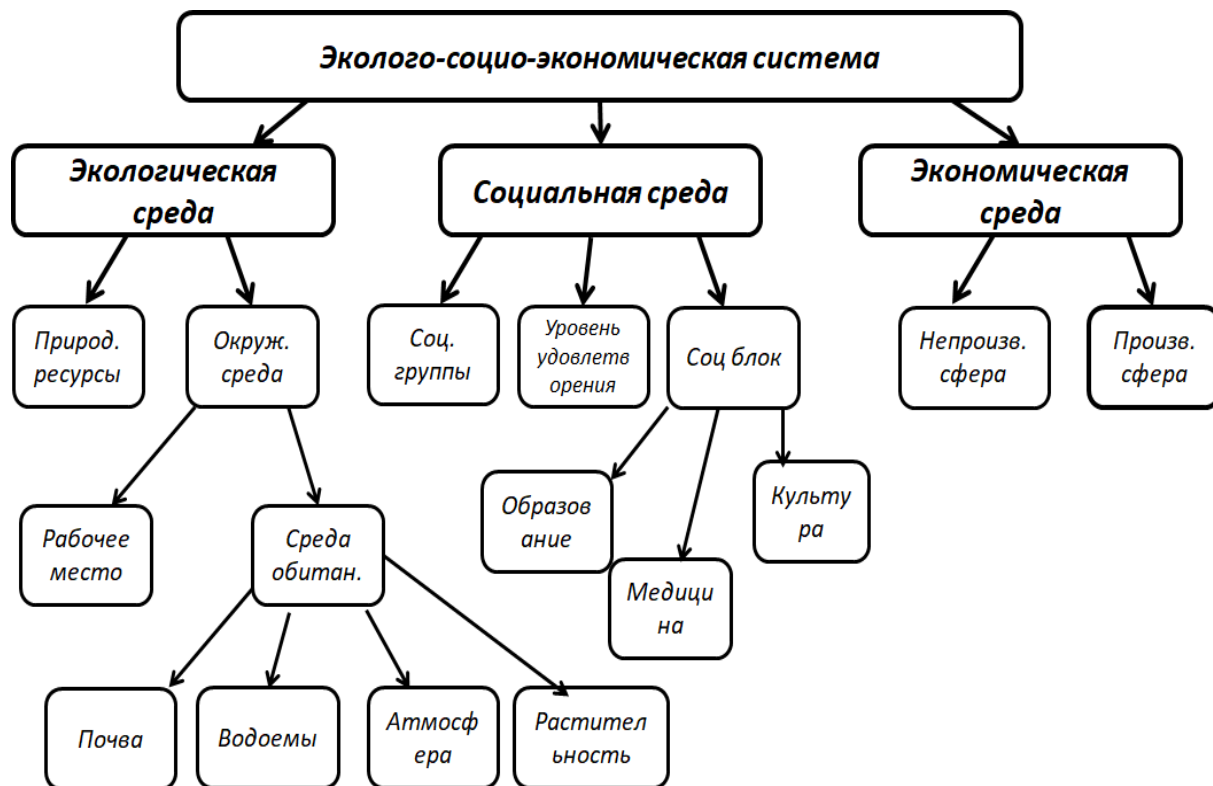 Эколого-социо-экономическая система
Экологическая
среда
Социальная среда
Экономическая
среда
Природ.
ресурсы
Окруж.
среда
Соц.
группы
Уровень
удовлетв
орения
Соц блок
Непроизв.
сфера
Произв.
сфера
Рабочее
место
Среда
обитан.
Образов
ание
Медици
на
Культу
ра
Почва
Водоемы
Атмосф
ера
Растител
ьность